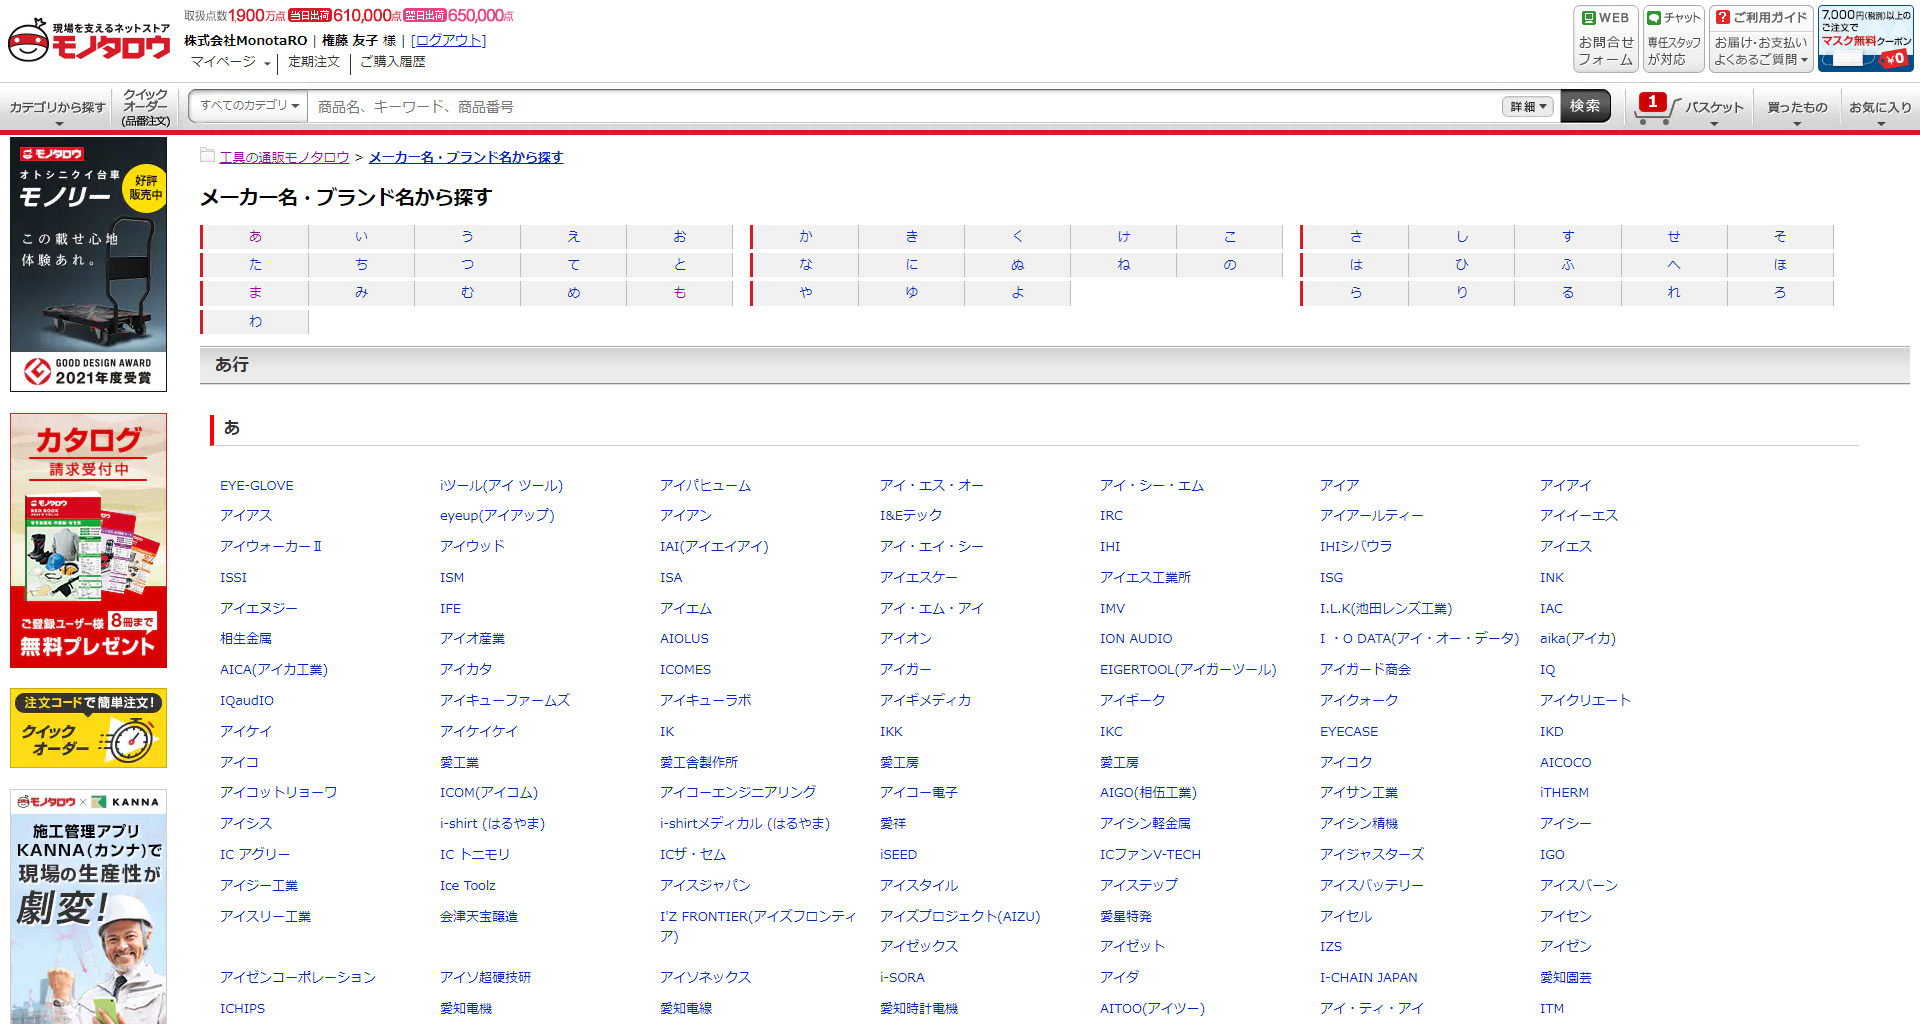 現場を支えるネットストア
モノタロウ
取扱点数1,900万点 当日出荷 610,000点 翌日出荷 650,000点
株式会社MonotaRO | 権藤 友子 様 | [ログアウト]
マイページ 定期注文 ご購入履歴
WEB お問合せ フォーム
チャット 専任スタッフ が対応
? ご利用ガイド お届け・お支払い よくあるご質問
7,000円(税別)以上の
ご注文で
マスク無料クーポン
¥0
カテゴリから探す
クイック
オーダー
(品番注文)
すべてのカテゴリ 商品名、キーワード、商品番号 詳細 検索
1 バスケット 買ったもの お気に入り
モノタロウ
オトシニクイ台車
モノリー
好評
販売中
この載せ心地
体験あれ。
GOOD DESIGN AWARD
2021年度受賞
カタログ
請求受付中
モノタロウ
RED BOOK
ご登録ユーザー様 8冊まで
無料プレゼント
注文コードで簡単注文!
クイック
オーダー
モノタロウ × KANNA
施工管理アプリ
KANNA(カンナ)で
現場の生産性が
劇変!
工具の通販モノタロウ > メーカー名・ブランド名から探す
メーカー名・ブランド名から探す
あ い う え お か き く け こ さ し す せ そ
た ち つ て と な に ぬ ね の は ひ ふ へ ほ
ま み む め も や ゆ よ ら り る れ ろ
わ
あ行
あ
EYE-GLOVE iツール(アイ ツール) アイパヒューム アイ・エス・オー アイ・シー・エム アイア アイアイ
アイアス eyeup(アイアップ) アイアン I&Eテック IRC アイアールティー アイイーエス
アイウォーカーⅡ アイウッド IAI(アイエイアイ) アイ・エイ・シー IHI IHIシバウラ アイエス
ISSI ISM ISA アイエスケー アイエス工業所 ISG INK
アイエヌジー IFE アイエム アイ・エム・アイ IMV I.L.K(池田レンズ工業) IAC
相生金属 アイオ産業 AIOLUS アイオン ION AUDIO I ・O DATA(アイ・オー・データ) aika(アイカ)
AICA(アイカ工業) アイカタ ICOMES アイガー EIGERTOOL(アイガーツール) アイガード商会 IQ
IQaudIO アイキューファームズ アイキューラボ アイギメディカ アイギーク アイクォーク アイクリエート
アイケイ アイケイケイ IK IKK IKC EYECASE IKD
アイコ 愛工業 愛工舎製作所 愛工房 愛工房 アイコク AICOCO
アイコットリョーワ ICOM(アイコム) アイコーエンジニアリング アイコー電子 AIGO(相伍工業) アイサン工業 iTHERM
アイシス i-shirt (はるやま) i-shirtメディカル (はるやま) 愛祥 アイシン軽金属 アイシン精機 アイシー
IC アグリー IC トニモリ ICザ・セム iSEED ICファンV-TECH アイジャスターズ IGO
アイジー工業 Ice Toolz アイスジャパン アイスタイル アイステップ アイスバッテリー アイスバーン
アイスリー工業 会津天宝醸造 I'Z FRONTIER(アイズフロンティ
ア) アイズプロジェクト(AIZU) 愛星特発 アイセル アイセン
アイゼックス アイゼット IZS アイゼン
アイゼンコーポレーション アイソ超硬技研 アイソネックス i-SORA アイダ I-CHAIN JAPAN 愛知園芸
ICHIPS 愛知電機 愛知電線 愛知時計電機 AITOO(アイツー) アイ・ティ・アイ ITM